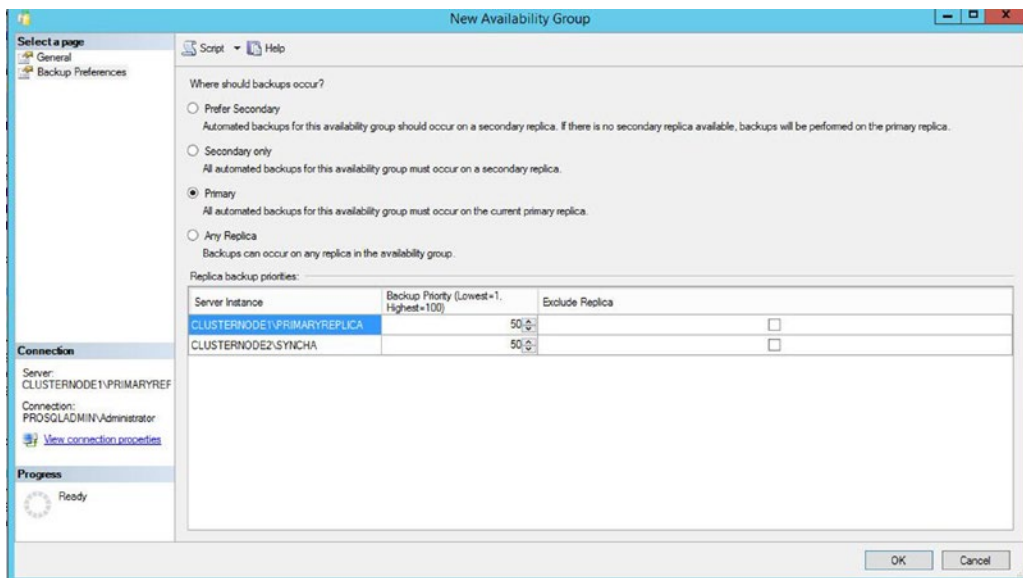 New Availability Group
Select a page
General
Backup Preferences
Script
Help
Where should backups occur?
Prefer Secondary
Automated backups for this availability group should occur on a secondary replica. If there is no secondary replica available, backups will be performed on the primary replica.
Secondary only
All automated backups for this availability group must occur on a secondary replica.
Primary
All automated backups for this availability group must occur on the current primary replica.
Any Replica
Backups can occur on any replica in the availability group.
Replica backup priorities:
Server Instance
Backup Priority (Lowest=1,
Highest=100)
Exclude Replica
CLUSTERNODE1\PRIMARYREPLICA
50
CLUSTERNODE2\SYNCHA
50
Connection
Server:
CLUSTERNODE1\PRIMARYREF
Connection:
PROSQLADMIN\Administrator
View connection properties
Progress
Ready
OK
Cancel